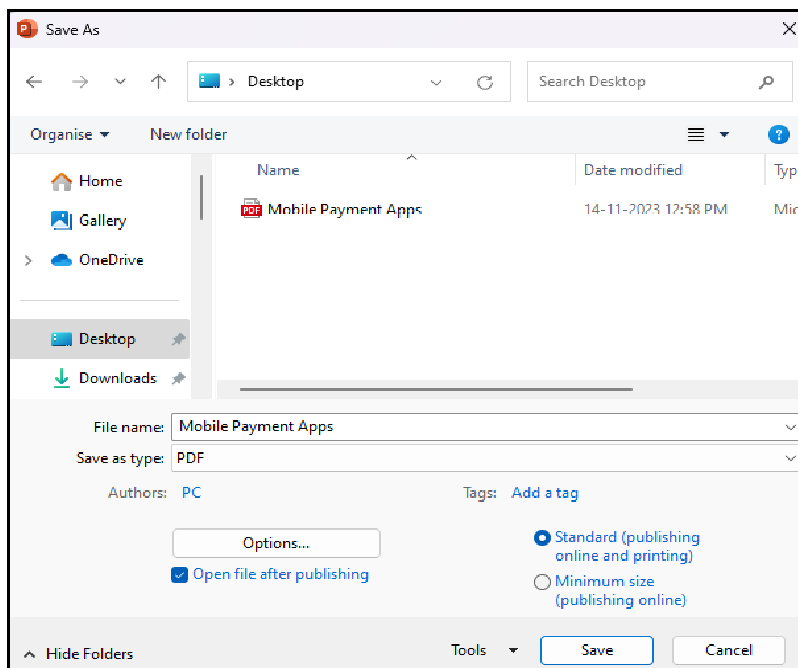 Save As
Desktop
Search Desktop
Organise
New folder
Name
Date modified
Typ
Home
PDF
Mobile Payment Apps
14-11-2023 12:58 PM
Mic
Gallery
OneDrive
Desktop
Downloads
File name: Mobile Payment Apps
Save as type: PDF
Authors: PC
Tags: Add a tag
Options...
Open file after publishing
Standard (publishing
online and printing)
Minimum size
(publishing online)
Hide Folders
Tools
Save
Cancel